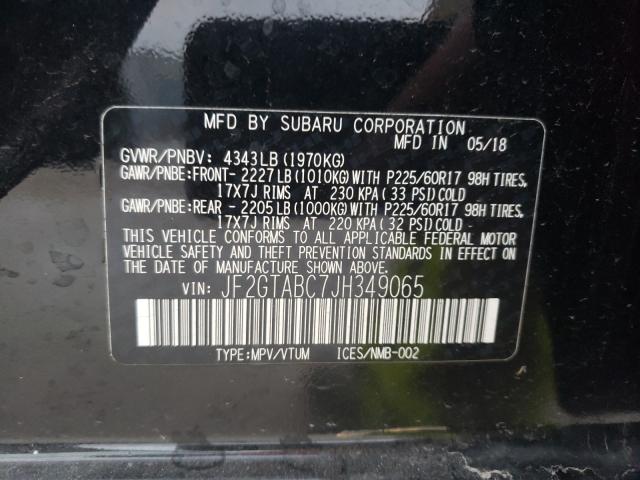 MFD BY SUBARU CORPORATION
MFD IN 05/18
GVWR/PNBV: 4343LB(1970KG)
GAWR/PNBE:FRONT- 2227LB(1010KG)WITH P225/60R17 98H TIRES,
17X7J RIMS AT 230 KPA(33 PSI)COLD
GAWR/PNBE:REAR - 2205LB(1000KG)WITH P225/60R17 98H TIRES,
17X7J RIMS AT 220 KPA(32 PSI)COLD
THIS VEHICLE CONFORMS TO ALL APPLICABLE FEDERAL MOTOR
VEHICLE SAFETY AND THEFT PREVENTION STANDARDS IN EFFECT
ON THE DATE OF MANUFACTURE SHOWN ABOVE.
VIN: JF2GTABC7JH349065
TYPE:MPV/VTUM ICES/NMB-002